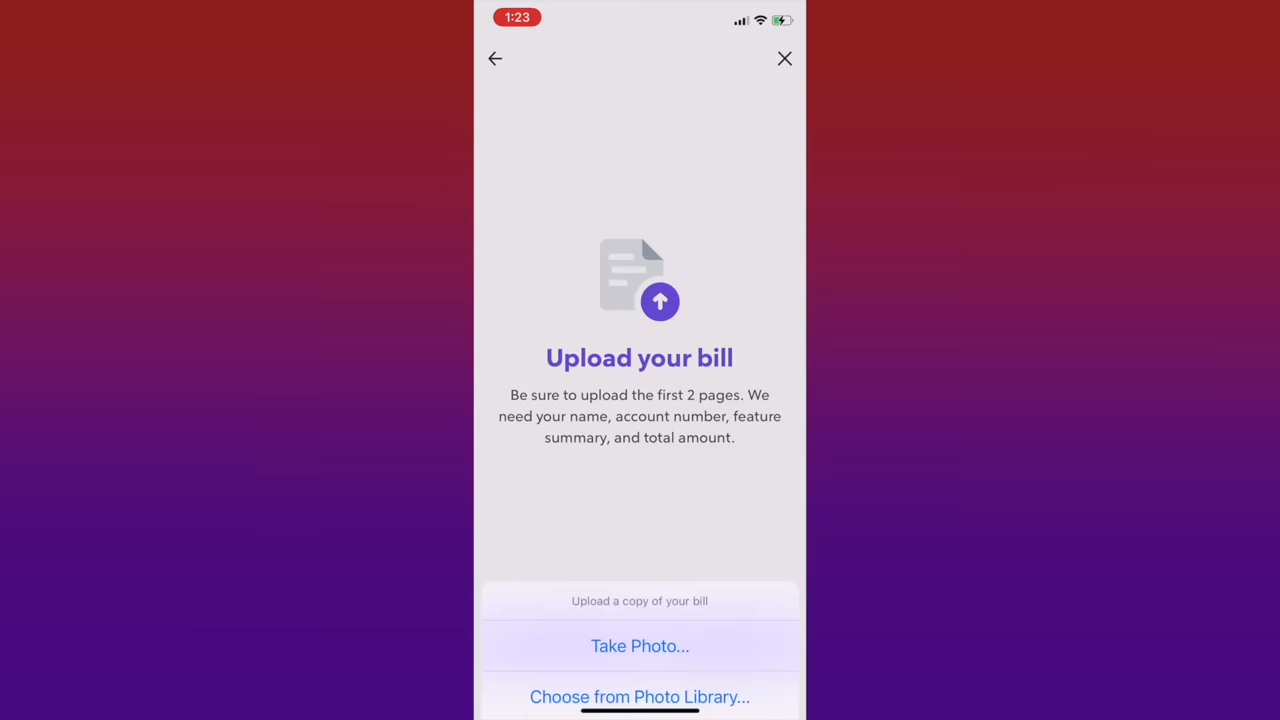 1:23
Upload your bill
Be sure to upload the first 2 pages. We
need your name, account number, feature
summary, and total amount.
Upload a copy of your bill
Take Photo...
Choose from Photo Library...